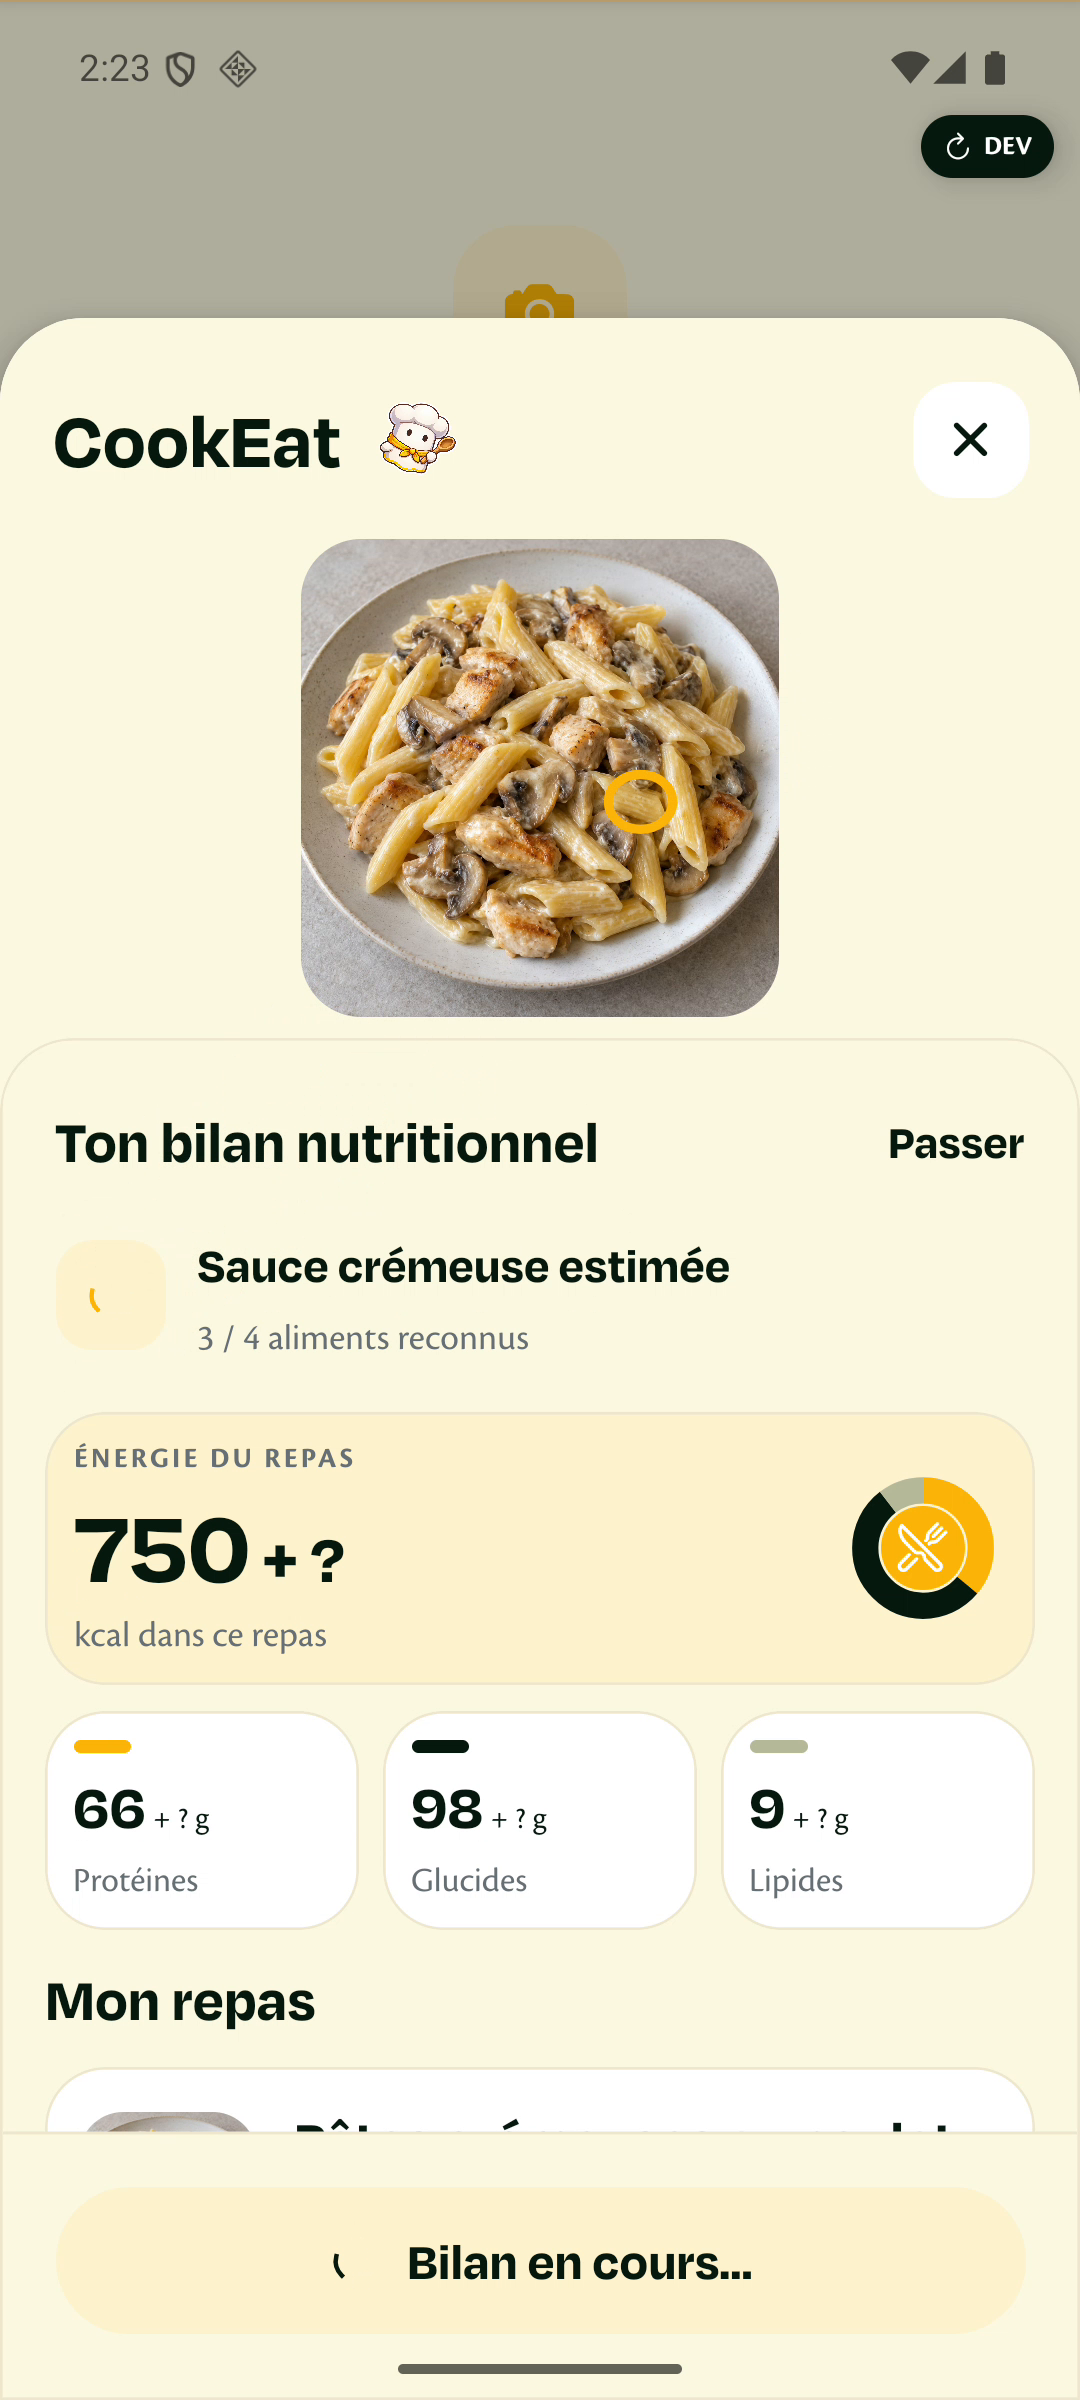 2:23
DEV
CookEat
Ton bilan nutritionnel
Passer
Sauce crémeuse estimée
3 / 4 aliments reconnus
ÉNERGIE DU REPAS
750 + ?
kcal dans ce repas
66 + ? g
Protéines
98 + ? g
Glucides
9 + ? g
Lipides
Mon repas
Bilan en cours...